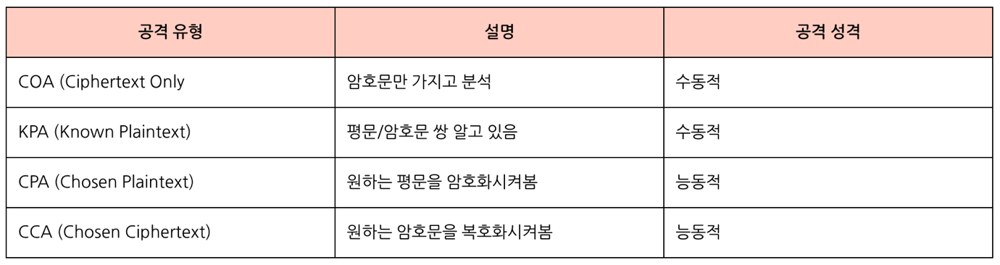 공격 유형 설명 공격 성격
COA (Ciphertext Only 암호문만 가지고 분석 수동적
KPA (Known Plaintext) 평문/암호문 쌍 알고 있음 수동적
CPA (Chosen Plaintext) 원하는 평문을 암호화시켜봄 능동적
CCA (Chosen Ciphertext) 원하는 암호문을 복호화시켜봄 능동적